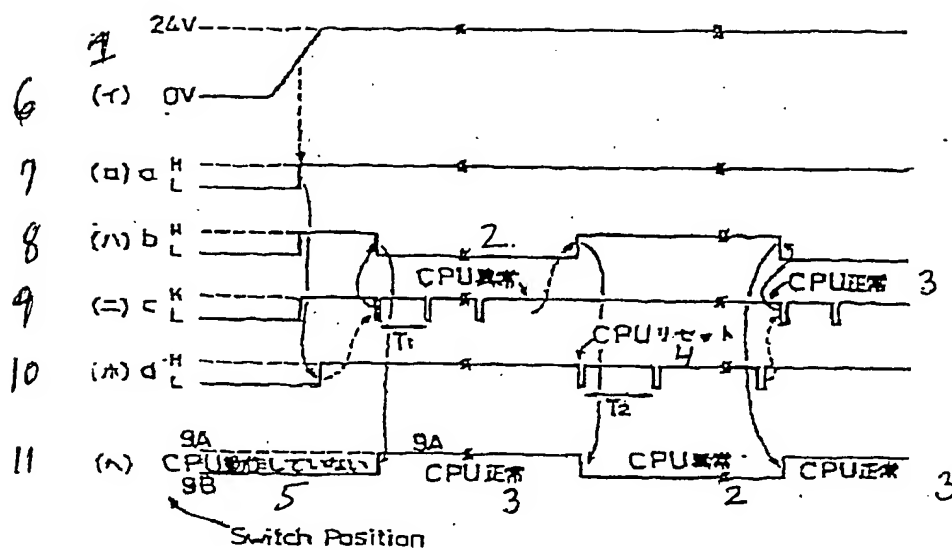 1 24V
6 (イ) 0V
7 (ロ) a H L
8 (ハ) b H L
2.
CPU異常
CPU正常 3
9 (ニ) c H L
T1
CPUリセット
4
10 (ホ) d H L
T2
9A 9A
11 (ヘ) CPU動作していない CPU正常 CPU異常 CPU正常
9B 5 3 2 3
Switch Position